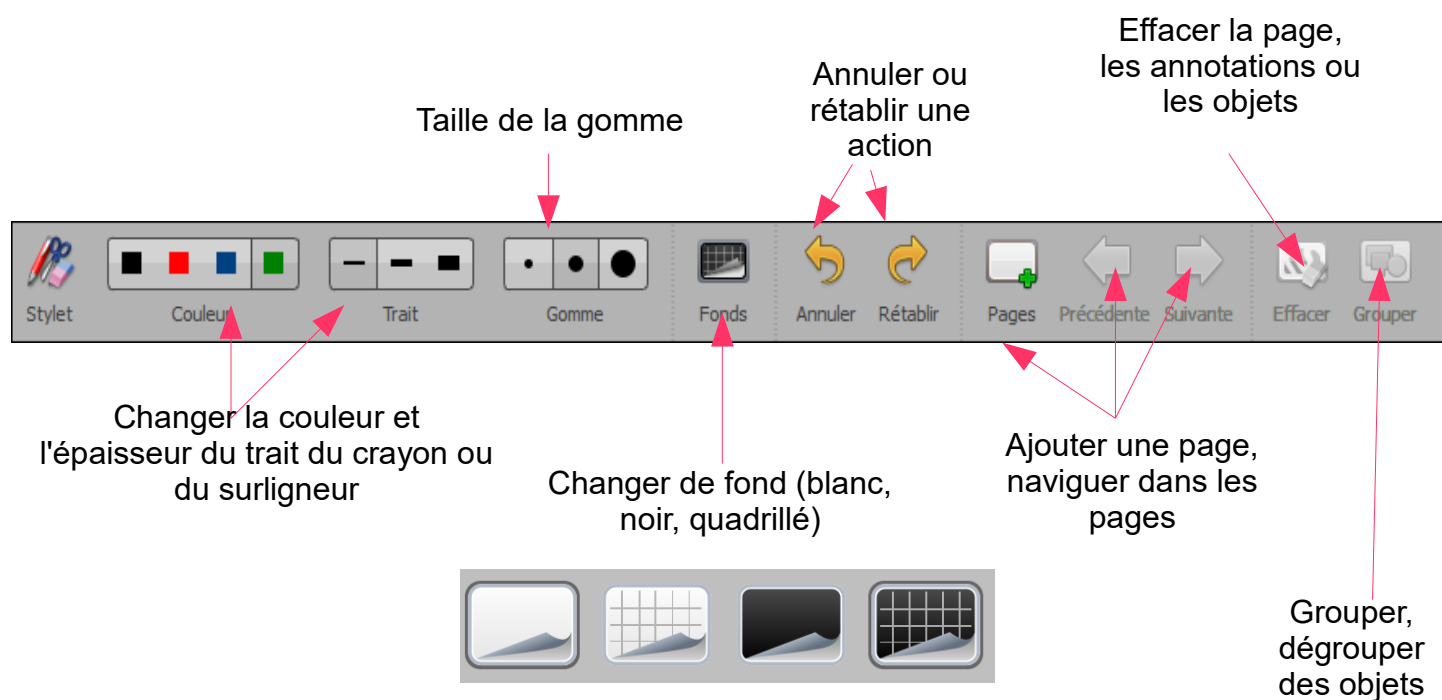 Effacer la page,
les annotations ou
les objets
Annuler ou
rétablir une
action
Taille de la gomme
Stylet
Couleur
Trait
Gomme
Fonds
Annuler
Rétablir
Pages
Précédente
Suivante
Effacer
Grouper
Changer la couleur et
l'épaisseur du trait du crayon ou
du surligneur
Changer de fond (blanc,
noir, quadrillé)
Ajouter une page,
naviguer dans les
pages
Grouper,
dégrouper
des objets